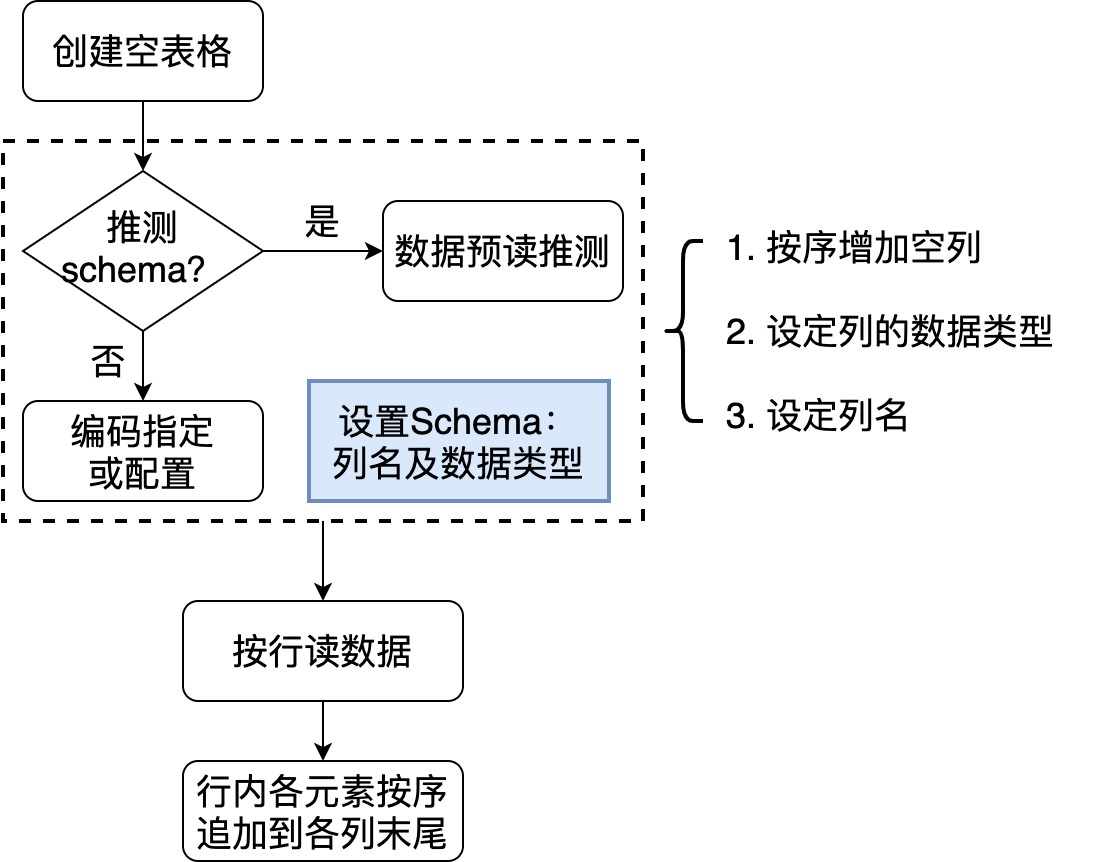 创建空表格
推测
schema?
是
数据预读推测
否
编码指定
或配置
设置Schema：
列名及数据类型
1. 按序增加空列
2. 设定列的数据类型
3. 设定列名
按行读数据
行内各元素按序
追加到各列末尾